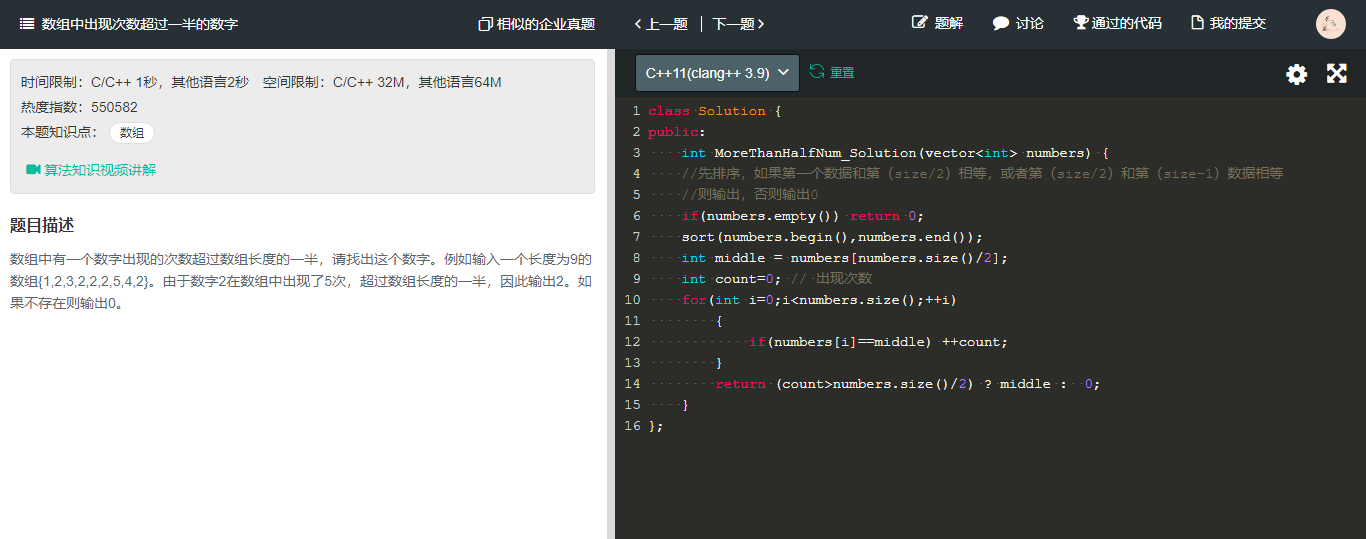 数组中出现次数超过一半的数字
相似的企业真题
上一题 | 下一题
题解
讨论
通过的代码
我的提交
时间限制：C/C++ 1秒，其他语言2秒 空间限制：C/C++ 32M，其他语言64M
热度指数：550582
本题知识点： 数组
算法知识视频讲解
题目描述
数组中有一个数字出现的次数超过数组长度的一半，请找出这个数字。例如输入一个长度为9的
数组{1,2,3,2,2,2,5,4,2}。由于数字2在数组中出现了5次，超过数组长度的一半，因此输出2。如
果不存在则输出0。
C++11(clang++ 3.9)
重置
1 class Solution {
2 public:
3     int MoreThanHalfNum_Solution(vector<int> numbers) {
4     //先排序，如果第一个数据和第（size/2）相等，或者第（size/2）和第（size-1）数据相等
5     //则输出，否则输出0
6     if(numbers.empty()) return 0;
7     sort(numbers.begin(),numbers.end());
8     int middle = numbers[numbers.size()/2];
9     int count=0; // 出现次数
10     for(int i=0;i<numbers.size();++i)
11         {
12             if(numbers[i]==middle) ++count;
13         }
14         return (count>numbers.size()/2) ? middle :  0;
15     }
16 };